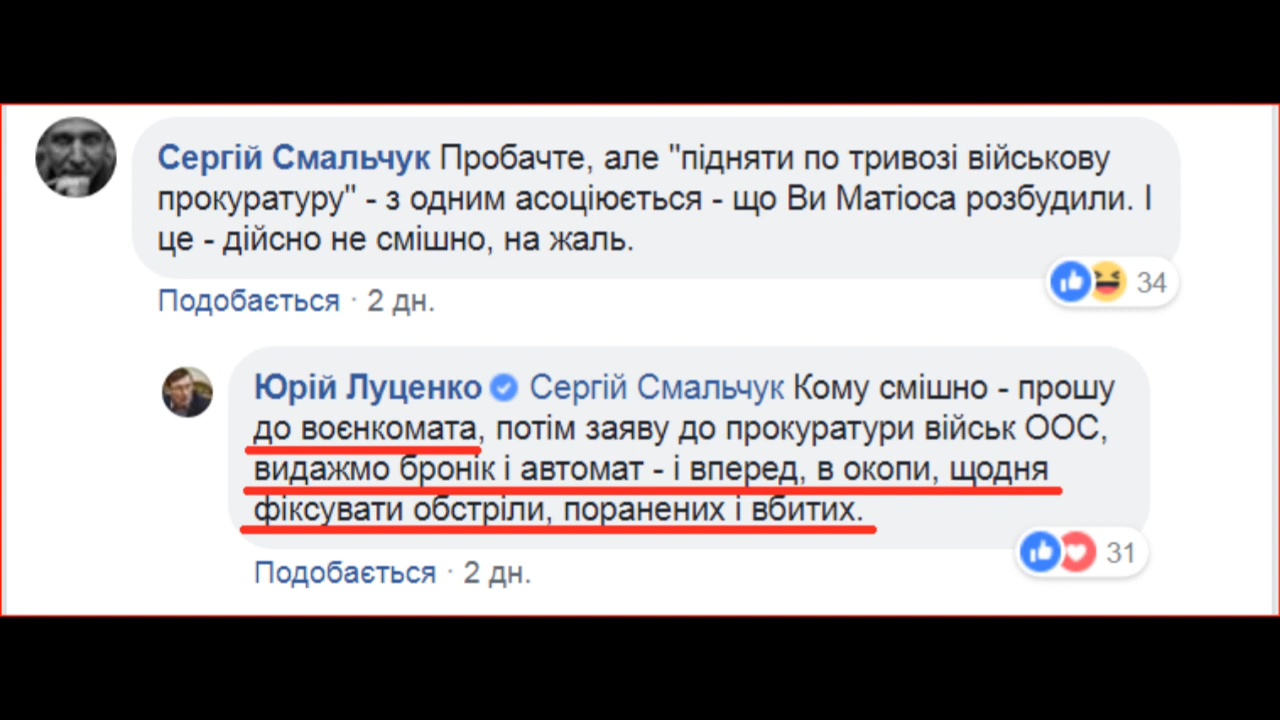 Сергій Смальчук Пробачте, але "підняти по тривозі військову
прокуратуру" - з одним асоціюється - що Ви Матіоса розбудили. І
це - дійсно не смішно, на жаль.
34
Подобається · 2 дн.
Юрій Луценко Сергій Смальчук Кому смішно - прошу
до воєнкомата, потім заяву до прокуратури військ ООС,
видажмо бронік і автомат - і вперед, в окопи, щодня
фіксувати обстріли, поранених і вбитих.
31
Подобається · 2 дн.